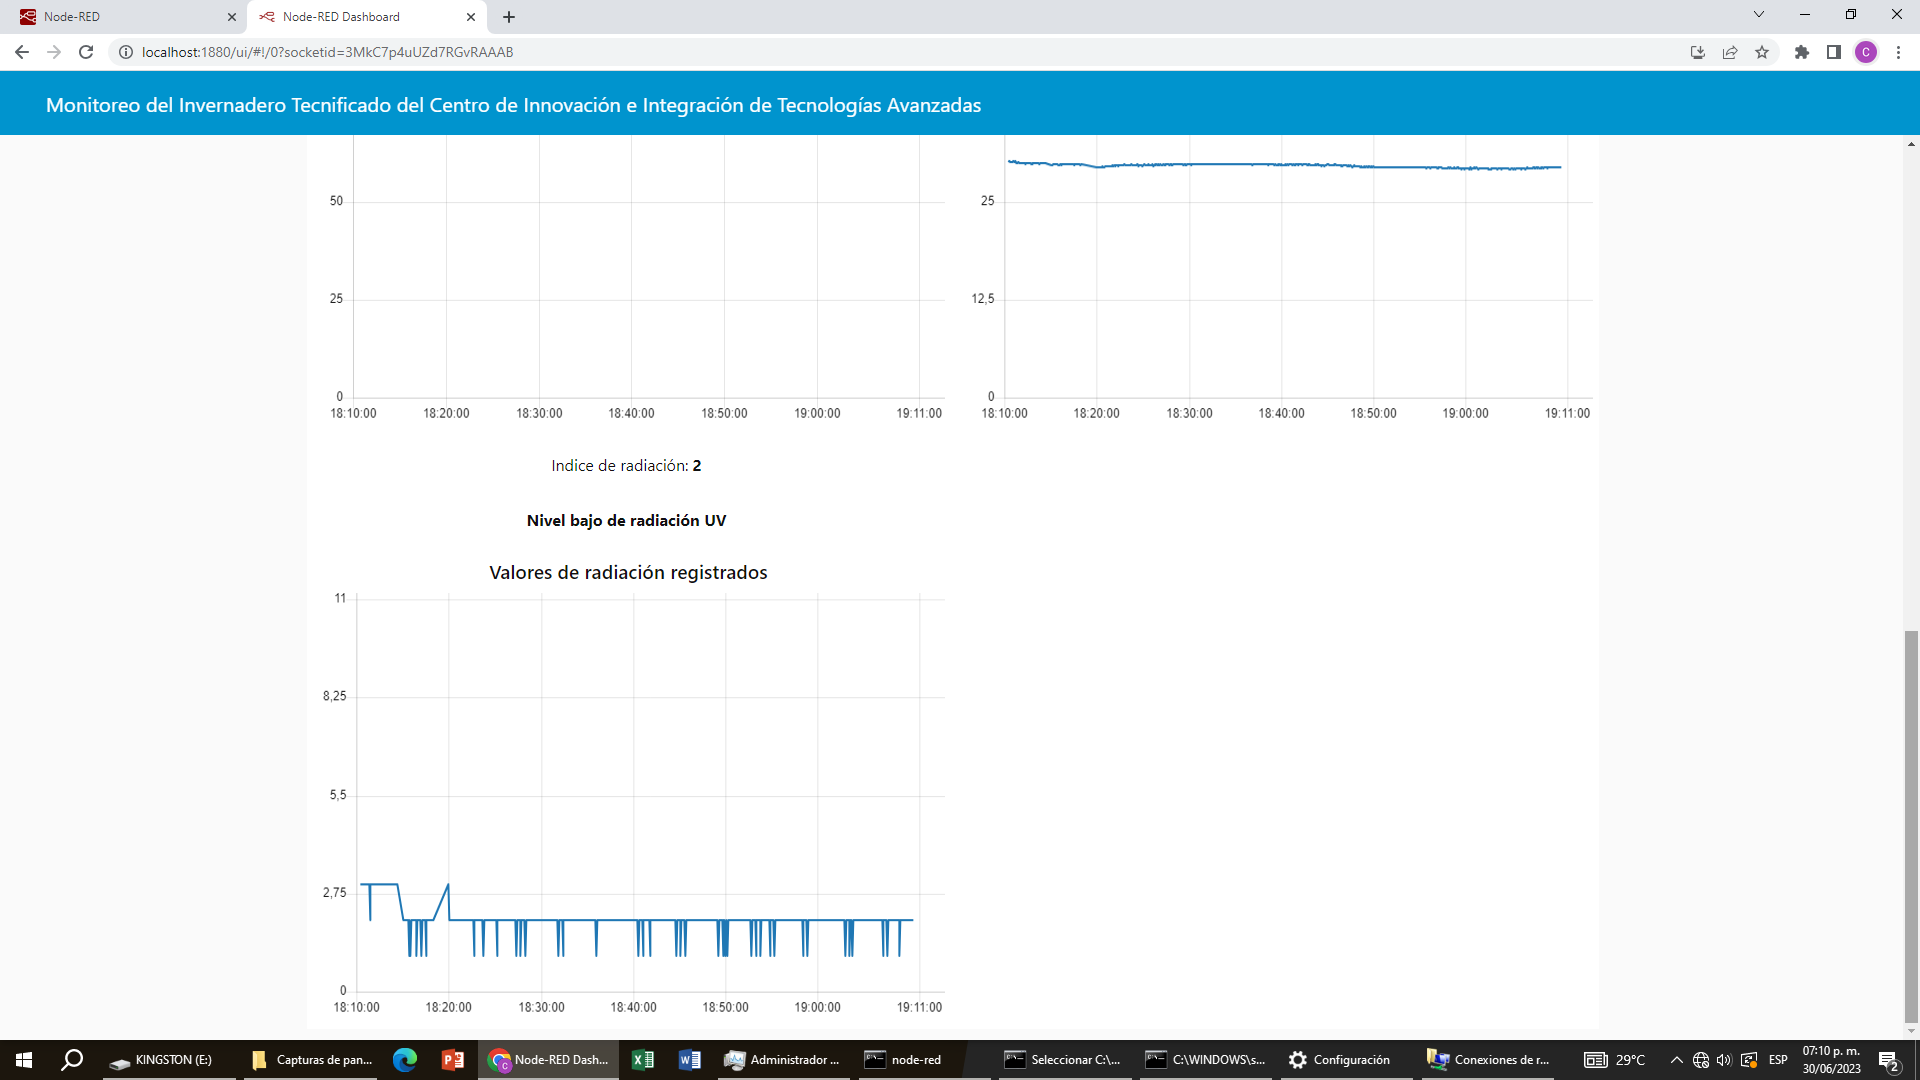 Node-RED
Node-RED Dashboard
localhost:1880/ui/#!/0?socketid=3MkC7p4uUZd7RGvRAAAB
C
Monitoreo del Invernadero Tecnificado del Centro de Innovación e Integración de Tecnologías Avanzadas
50
25
0
18:10:00 18:20:00 18:30:00 18:40:00 18:50:00 19:00:00 19:11:00
25
12,5
0
18:10:00 18:20:00 18:30:00 18:40:00 18:50:00 19:00:00 19:11:00
Indice de radiación: 2
Nivel bajo de radiación UV
Valores de radiación registrados
11
8,25
5,5
2,75
0
18:10:00 18:20:00 18:30:00 18:40:00 18:50:00 19:00:00 19:11:00
KINGSTON (E:)
Capturas de pan...
Node-RED Dash...
Administrador ...
node-red
Seleccionar C:\...
C:\WINDOWS\s...
Configuración
Conexiones de r...
29°C
ESP
07:10 p. m.
30/06/2023
2